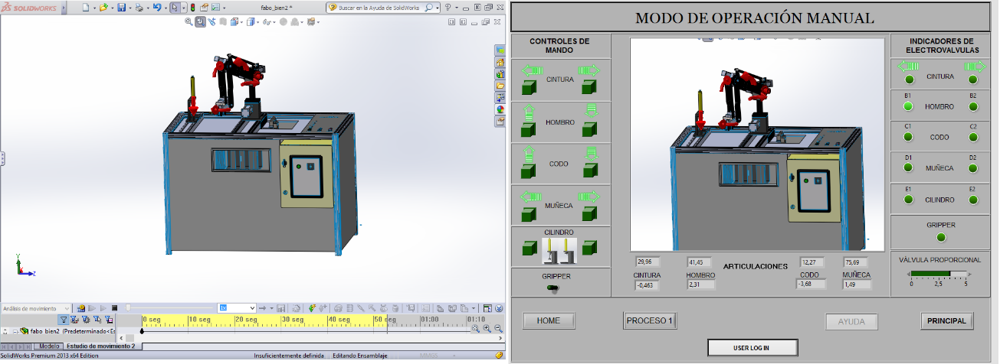 SOLIDWORKS
fabo_bien2 *
Buscar en la Ayuda de SolidWorks
Y
Z
Análisis de movimiento
1x
0 seg 10 seg 20 seg 30 seg 40 seg 50 seg 01:00 01:10
fabo_bien2 (Predeterminado<Es
Modelo Estudio de movimiento 2
SolidWorks Premium 2013 x64 Edition Insuficientemente definida Editando Ensamblaje MMGS
MODO DE OPERACIÓN MANUAL
CONTROLES DE
MANDO
CINTURA
HOMBRO
CODO
MUÑECA
CILINDRO
GRIPPER
29,96 41,45 12,27 75,69
ARTICULACIONES
CINTURA HOMBRO CODO MUÑECA
-0,463 2,31 -3,68 1,49
INDICADORES DE
ELECTROVALVULAS
CINTURA
B1 B2
HOMBRO
C1 C2
CODO
D1 D2
MUÑECA
E1 E2
CILINDRO
GRIPPER
VÁLVULA PROPORCIONAL
0 2,5 5
HOME PROCESO 1 AYUDA PRINCIPAL
USER LOG IN